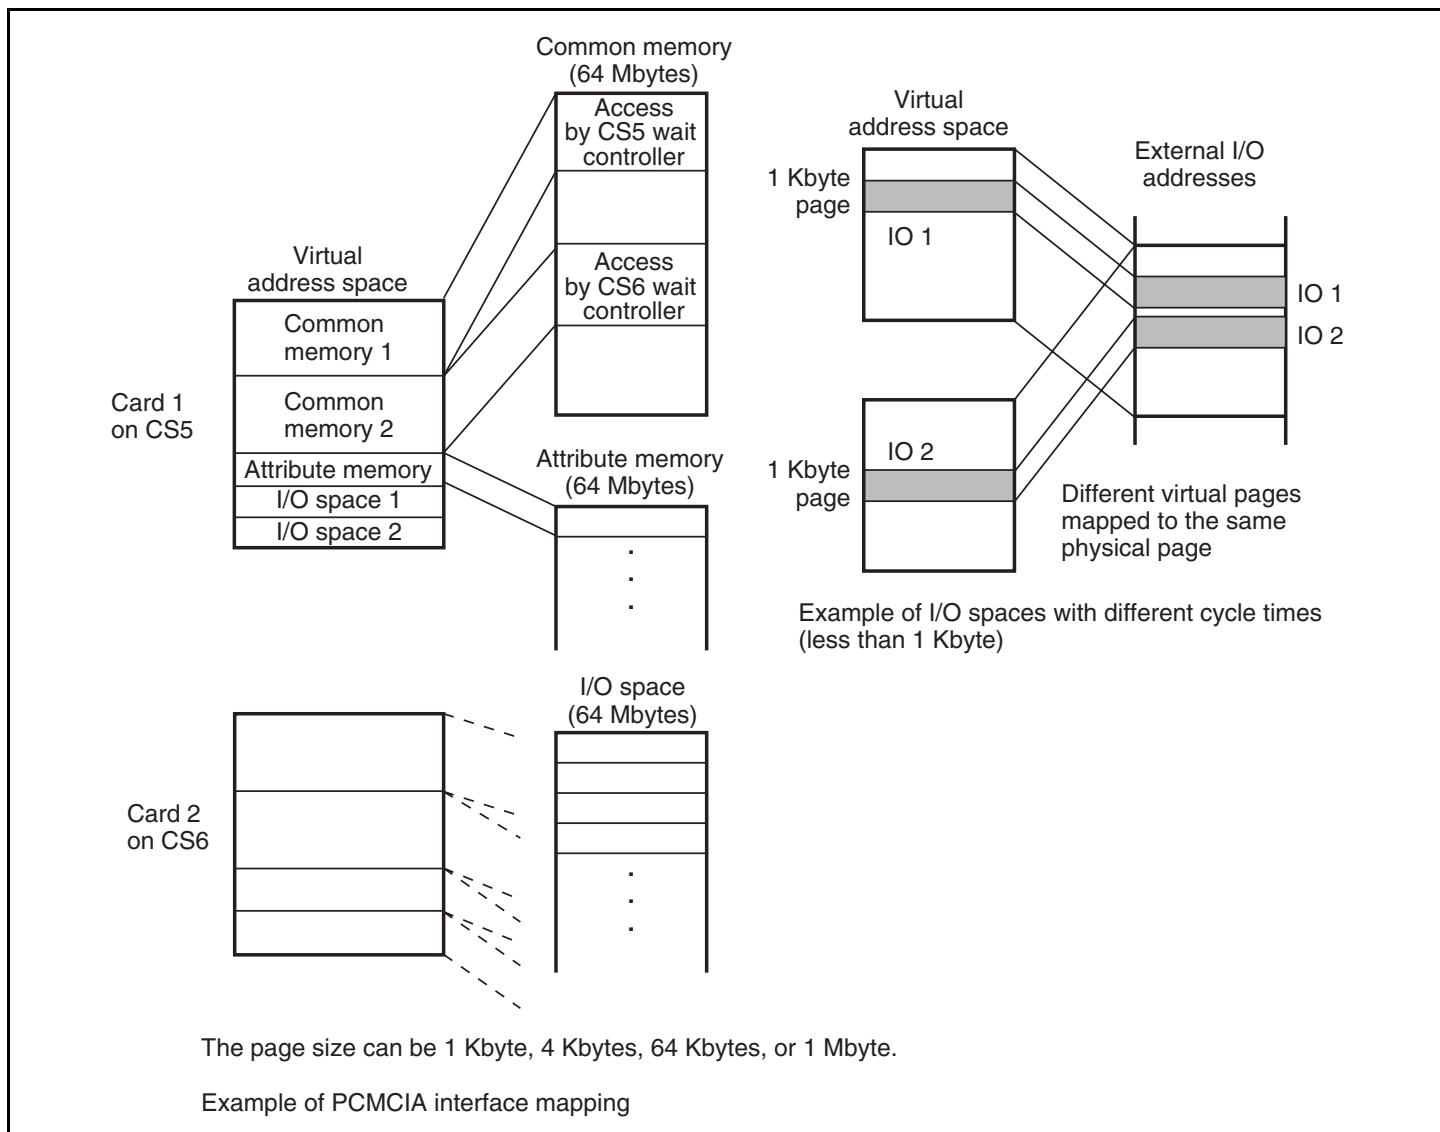 Common memory
(64 Mbytes)
Access
by CS5 wait
controller
Access
by CS6 wait
controller
Virtual
address space
Common
memory 1
Common
memory 2
Attribute memory
I/O space 1
I/O space 2
Card 1
on CS5
Attribute memory
(64 Mbytes)
.
.
.
I/O space
(64 Mbytes)
.
.
.
Card 2
on CS6
Virtual
address space
1 Kbyte
page
IO 1
External I/O
addresses
IO 1
IO 2
IO 2
1 Kbyte
page
Different virtual pages
mapped to the same
physical page
Example of I/O spaces with different cycle times
(less than 1 Kbyte)
The page size can be 1 Kbyte, 4 Kbytes, 64 Kbytes, or 1 Mbyte.
Example of PCMCIA interface mapping